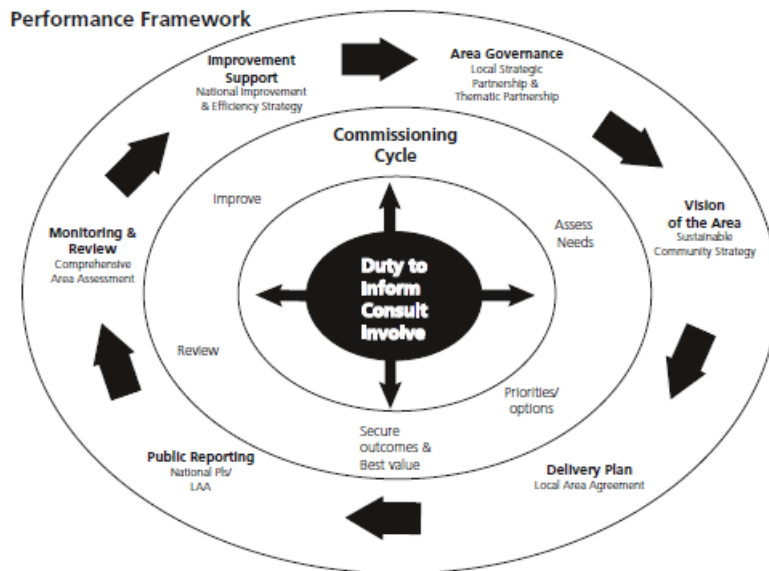 Performance Framework
Improvement
Support
National Improvement
& Efficiency Strategy
Area Governance
Local Strategic
Partnership &
Thematic Partnership
Vision
of the Area
Sustainable
Community Strategy
Delivery Plan
Local Area Agreement
Public Reporting
National PIs/
LAA
Monitoring &
Review
Comprehensive
Area Assessment
Commissioning
Cycle
Assess
Needs
Priorities/
options
Secure
outcomes &
Best value
Review
Improve
Duty to
Inform
Consult
Involve